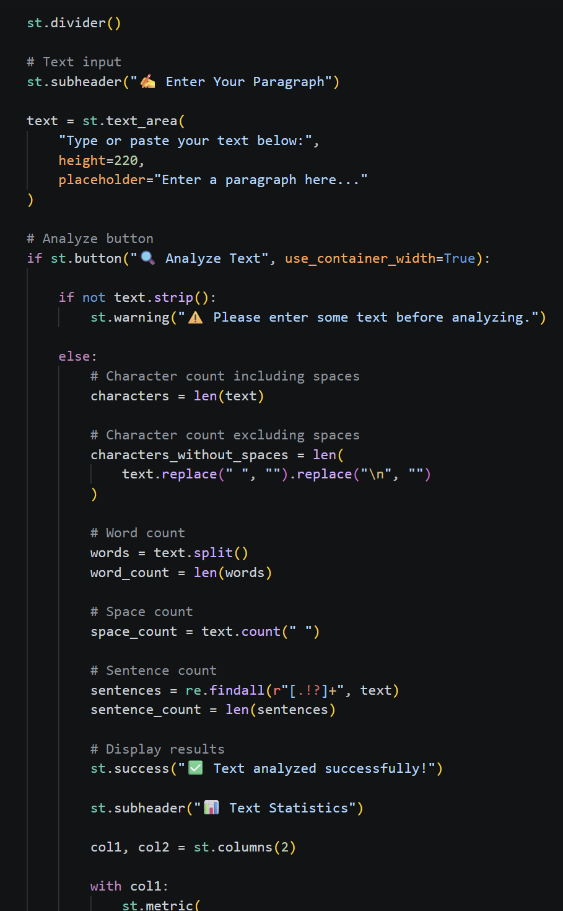 st.divider()
# Text input
st.subheader("✍️ Enter Your Paragraph")
text = st.text_area(
    "Type or paste your text below:",
    height=220,
    placeholder="Enter a paragraph here..."
)
# Analyze button
if st.button("🔍 Analyze Text", use_container_width=True):
    if not text.strip():
        st.warning("⚠️ Please enter some text before analyzing.")
    else:
        # Character count including spaces
        characters = len(text)
        # Character count excluding spaces
        characters_without_spaces = len(
            text.replace(" ", "").replace("\n", "")
        )
        # Word count
        words = text.split()
        word_count = len(words)
        # Space count
        space_count = text.count(" ")
        # Sentence count
        sentences = re.findall(r"[.!?]+", text)
        sentence_count = len(sentences)
        # Display results
        st.success("✅ Text analyzed successfully!")
        st.subheader("📊 Text Statistics")
        col1, col2 = st.columns(2)
        with col1:
            st.metric(